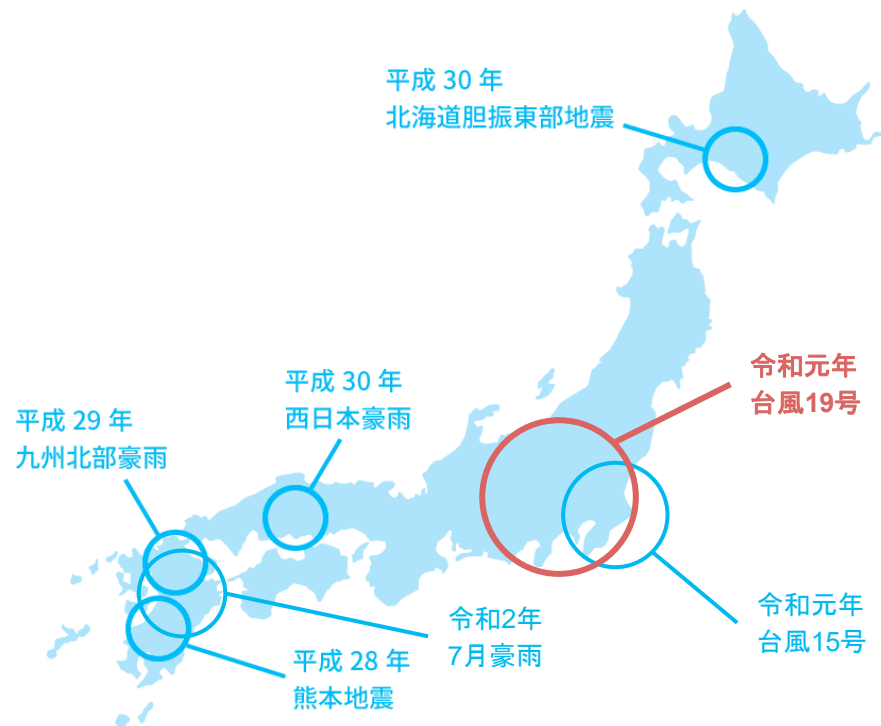 平成 30 年
北海道胆振東部地震
令和元年
台風19号
平成 30 年
西日本豪雨
平成 29 年
九州北部豪雨
令和元年
台風15号
令和2年
7月豪雨
平成 28 年
熊本地震